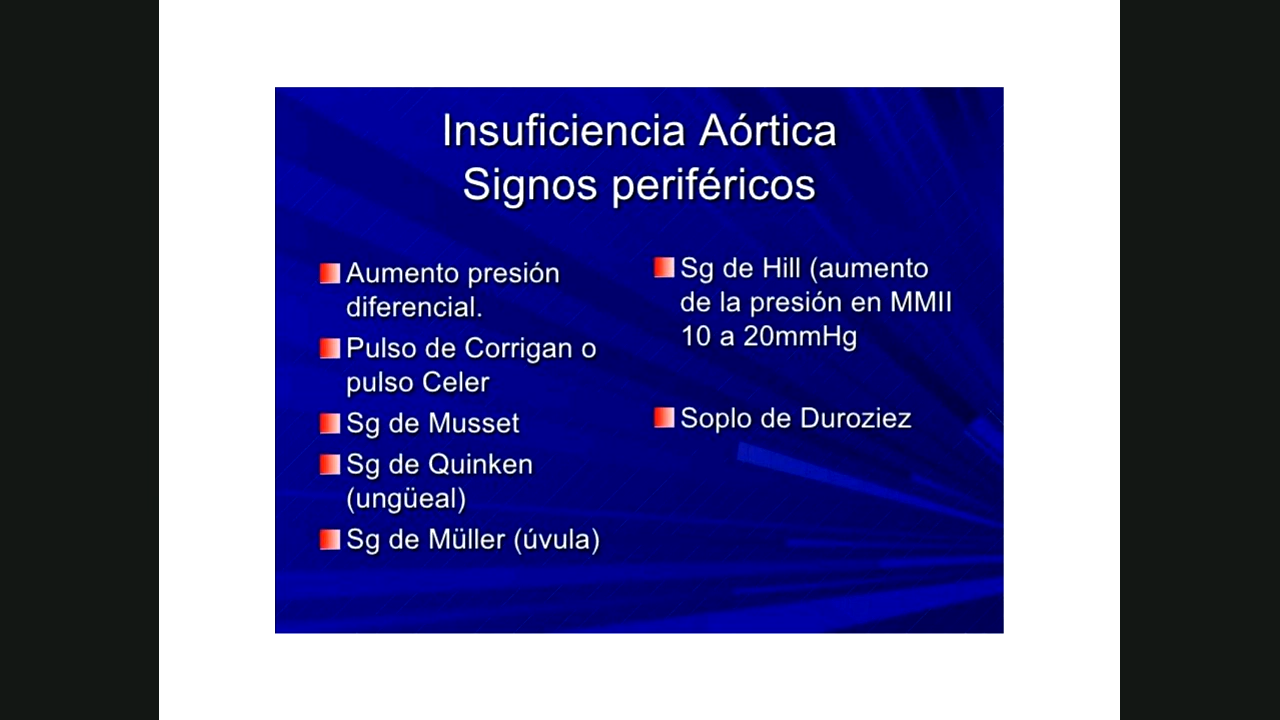 Insuficiencia Aórtica
Signos periféricos
Aumento presión
diferencial.
Pulso de Corrigan o
pulso Celer
Sg de Musset
Sg de Quinken
(ungüeal)
Sg de Müller (úvula)
Sg de Hill (aumento
de la presión en MMII
10 a 20mmHg
Soplo de Duroziez